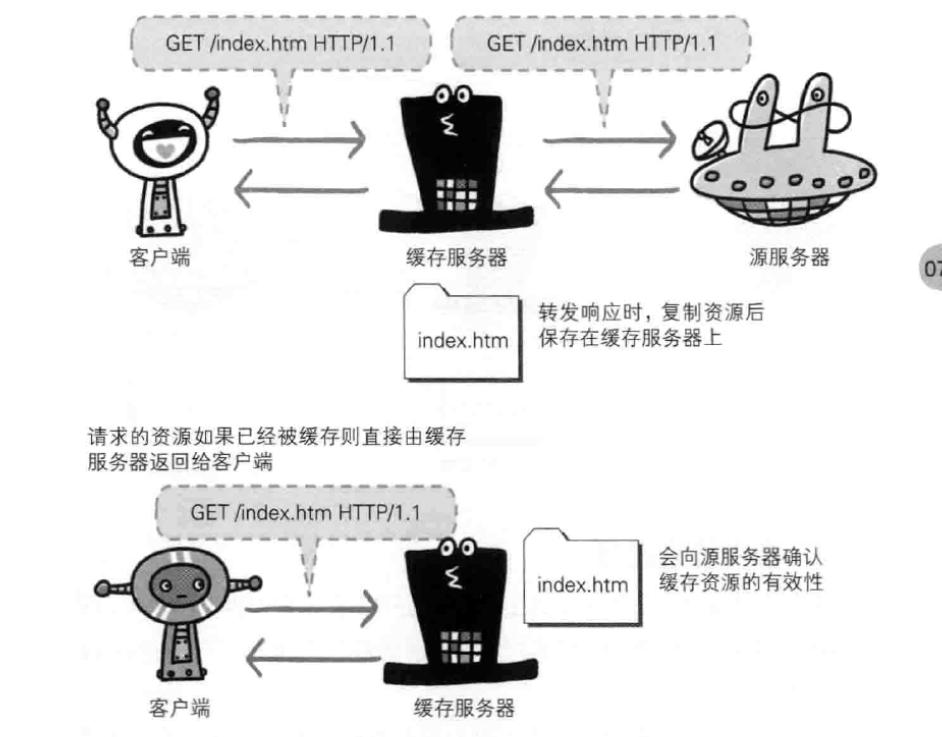 GET /index.htm HTTP/1.1
GET /index.htm HTTP/1.1
客户端
缓存服务器
源服务器
07
index.htm
转发响应时，复制资源后
保存在缓存服务器上
请求的资源如果已经被缓存则直接由缓存
服务器返回给客户端
GET /index.htm HTTP/1.1
index.htm
会向源服务器确认
缓存资源的有效性
客户端
缓存服务器